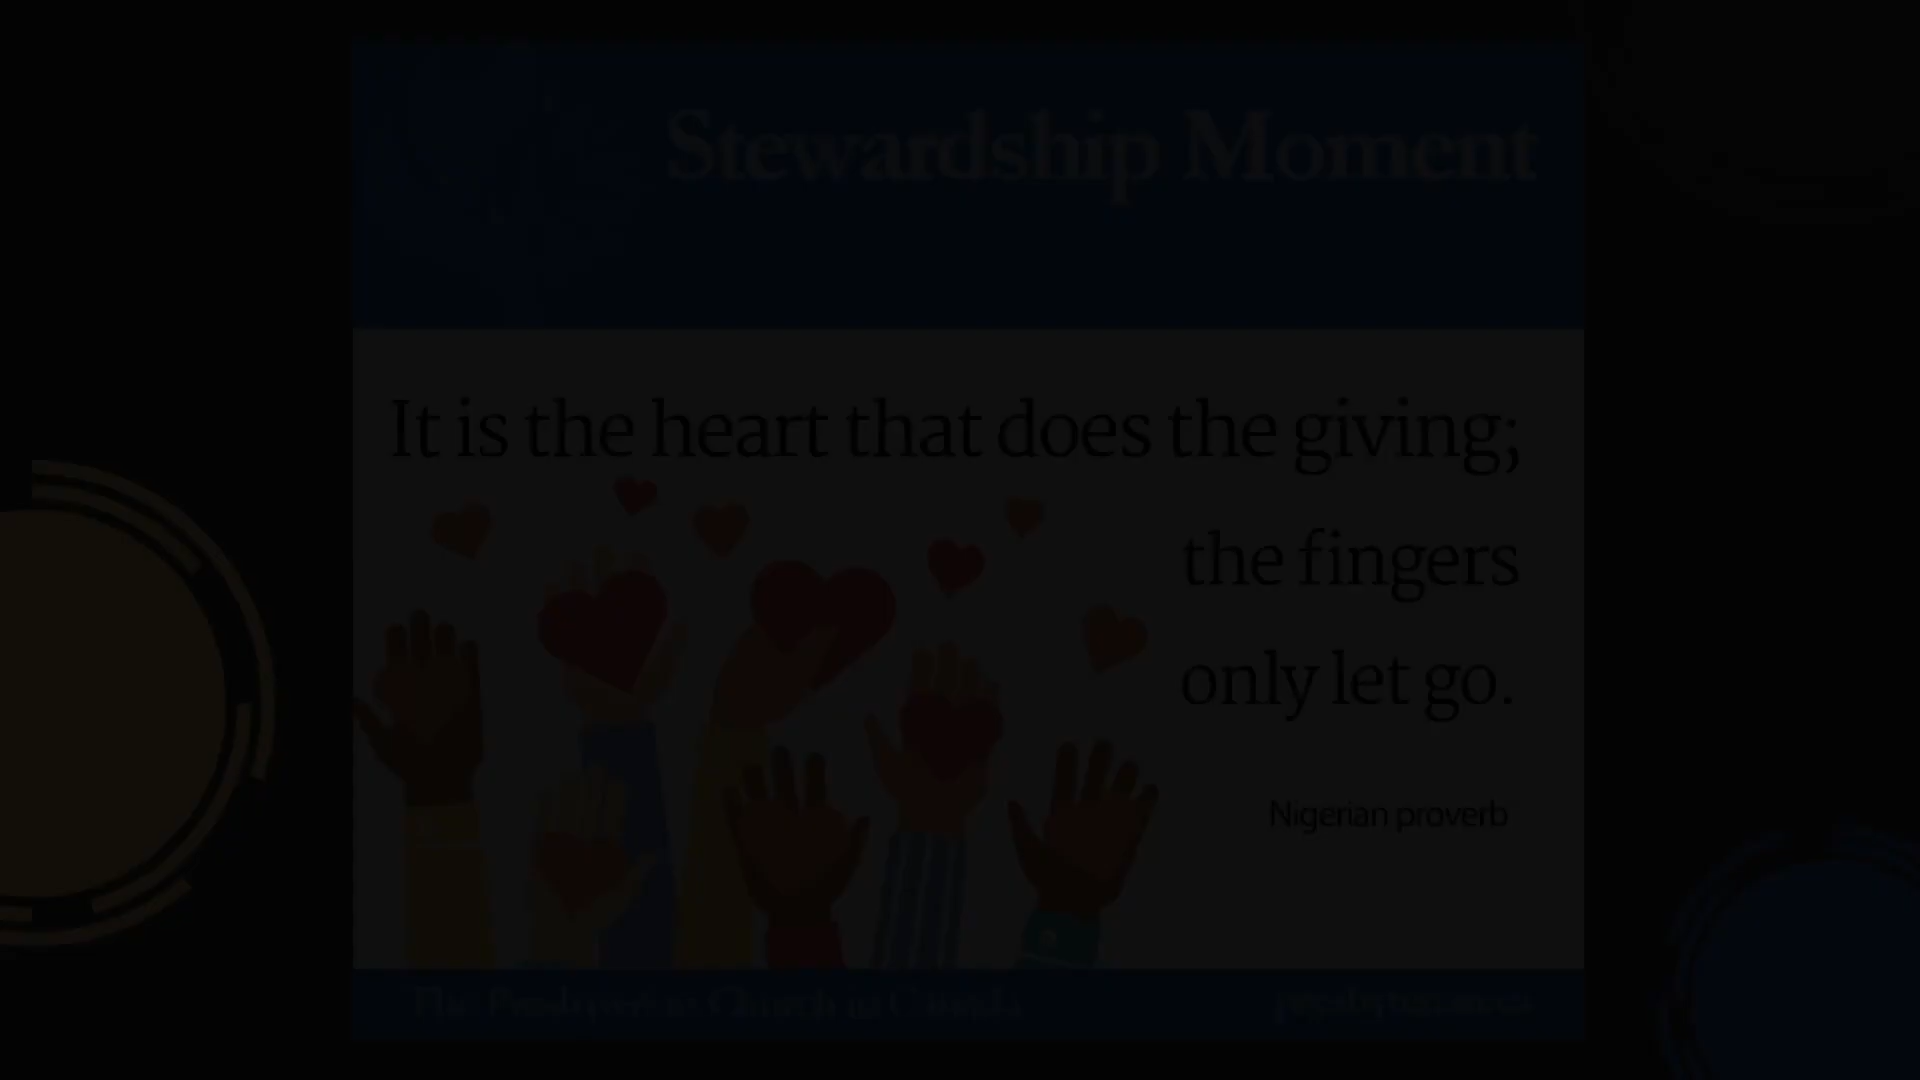 Stewardship Moment
It is the heart that does the giving;
the fingers
only let go.
Nigerian proverb
The Presbyterian Church in Canada